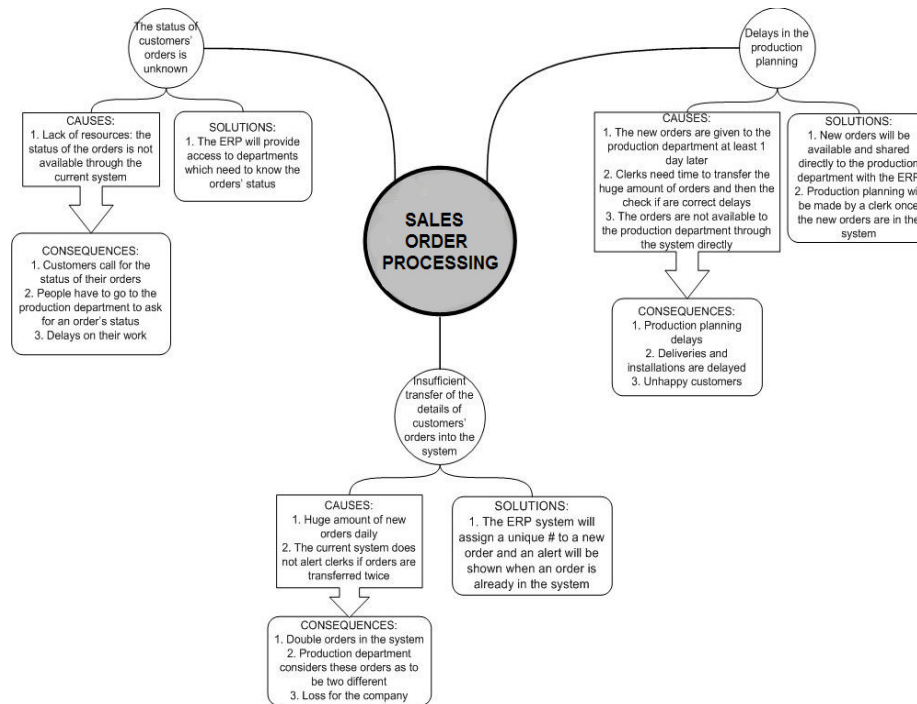 The status of
customers'
orders is
unknown
CAUSES:
1. Lack of resources: the
status of the orders is not
available through the
current system
SOLUTIONS:
1. The ERP will provide
access to departments
which need to know the
orders' status
CONSEQUENCES:
1. Customers call for the
status of their orders
2. People have to go to the
production department to ask
for an order's status
3. Delays on their work
SALES
ORDER
PROCESSING
Delays in the
production
planning
CAUSES:
1. The new orders are given to the
production department at least 1
day later
2. Clerks need time to transfer the
huge amount of orders and then the
check if are correct delays
3. The orders are not available to
the production department through
the system directly
SOLUTIONS:
1. New orders will be
available and shared
directly to the production
department with the ERP
2. Production planning wi
be made by a clerk once
the new orders are in the
system
CONSEQUENCES:
1. Production planning
delays
2. Deliveries and
installations are delayed
3. Unhappy customers
Insufficient
transfer of the
details of
customers'
orders into the
system
CAUSES:
1. Huge amount of new
orders daily
2. The current system does
not alert clerks if orders are
transferred twice
SOLUTIONS:
1. The ERP system will
assign a unique # to a new
order and an alert will be
shown when an order is
already in the system
CONSEQUENCES:
1. Double orders in the system
2. Production department
considers these orders as to
be two different
3. Loss for the company